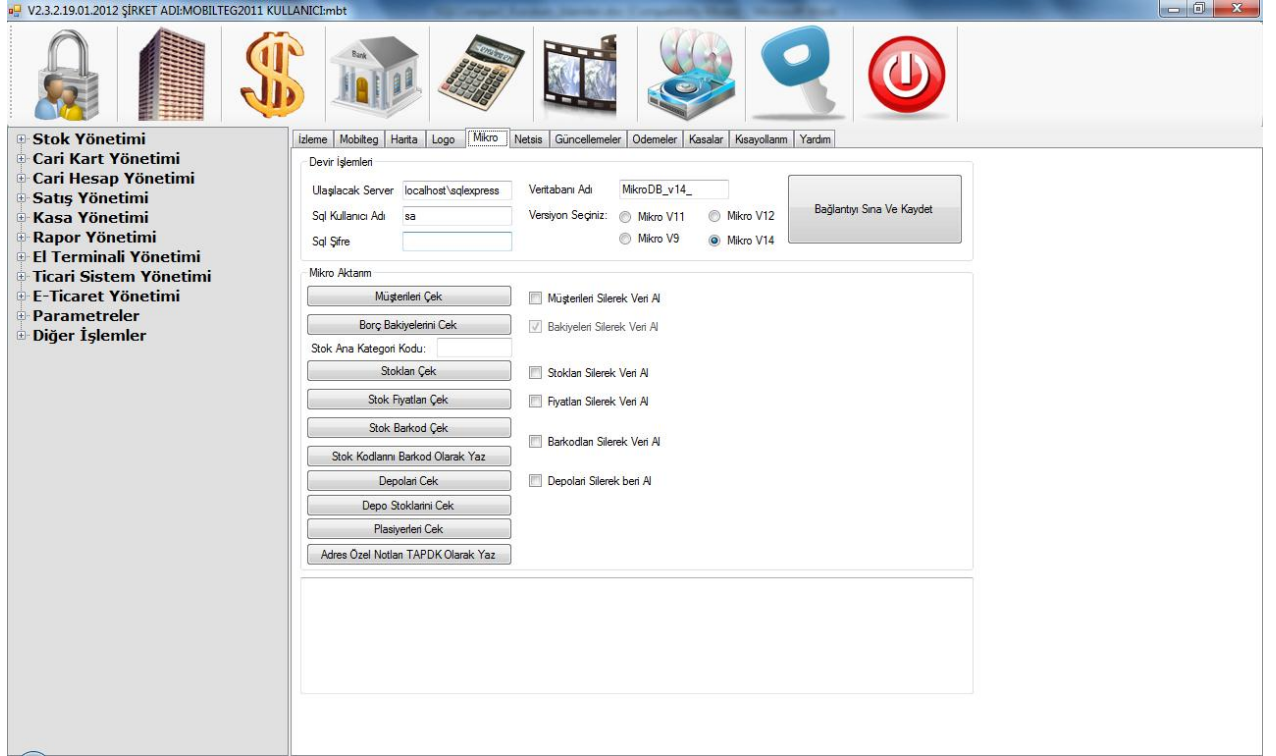 V2.3.2.19.01.2012 ŞİRKET ADI:MOBILTEG2011 KULLANICI:mbt
Bank
Stok Yönetimi
Cari Kart Yönetimi
Cari Hesap Yönetimi
Satış Yönetimi
Kasa Yönetimi
Rapor Yönetimi
El Terminali Yönetimi
Ticari Sistem Yönetimi
E-Ticaret Yönetimi
Parametreler
Diğer İşlemler
İzleme Mobilteg Harita Logo Mikro Netsis Güncellemeler Odemeler Kasalar Kısayollarım Yardım
Devir İşlemleri
Ulaşılacak Server localhost\sqlexpress Veritabanı Adı MikroDB_v14_
Sql Kullanıcı Adı sa Versiyon Seçiniz: Mikro V11 Mikro V12 Bağlantıyı Sına Ve Kaydet
Sql Şifre Mikro V9 Mikro V14
Mikro Aktarım
Müşterileri Çek Müşterileri Silerek Veri Al
Borç Bakiyelerini Cek Bakiyeleri Silerek Veri Al
Stok Ana Kategori Kodu:
Stokları Çek Stokları Silerek Veri Al
Stok Fiyatları Çek Fiyatları Silerek Veri Al
Stok Barkod Çek
Barkodları Silerek Veri Al
Stok Kodlarını Barkod Olarak Yaz
Depolari Cek Depolari Silerek beri Al
Depo Stoklarini Cek
Plasiyerleri Cek
Adres Özel Notları TAPDK Olarak Yaz